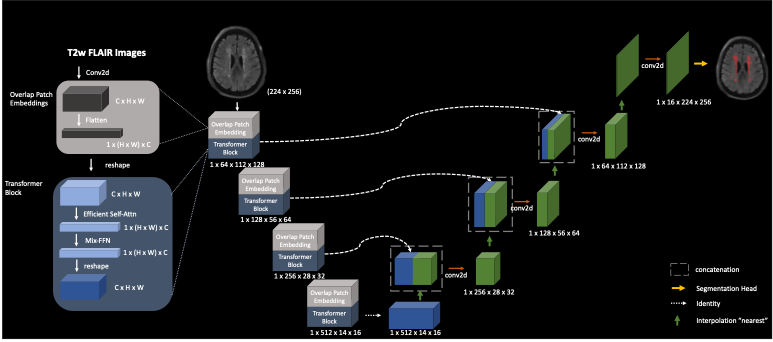 T2w FLAIR Images
Conv2d
Overlap Patch
Embeddings
C x H x W
Flatten
1 x (H x W) x C
reshape
Transformer
Block
C x H x W
Efficient Self-Attn
1 x (H x W) x C
Mix-FFN
1 x (H x W) x C
reshape
C x H x W
(224 x 256)
Overlap Patch
Embedding
Transformer
Block
1 x 64 x 112 x 128
Overlap Patch
Embedding
Transformer
Block
1 x 128 x 56 x 64
Overlap Patch
Embedding
Transformer
Block
1 x 256 x 28 x 32
Overlap Patch
Embedding
Transformer
Block
1 x 512 x 14 x 16
1 x 512 x 14 x 16
conv2d
1 x 256 x 28 x 32
conv2d
1 x 128 x 56 x 64
conv2d
1 x 64 x 112 x 128
conv2d
1 x 16 x 224 x 256
concatenation
Segmentation Head
Identity
Interpolation "nearest"